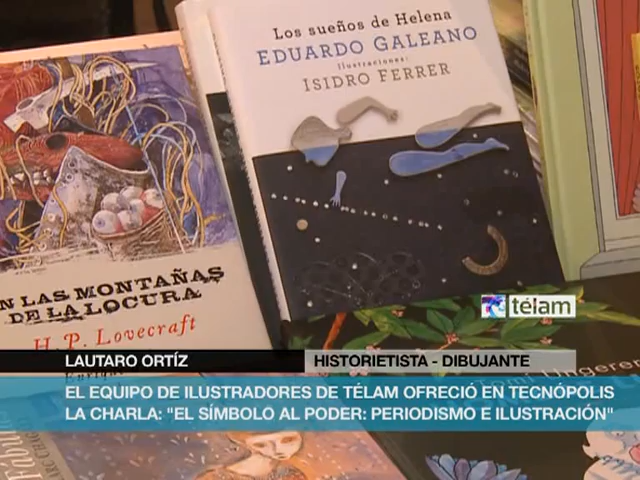 Los sueños de Helena
EDUARDO GALEANO
Ilustraciones:
ISIDRO FERRER
N LAS MONTAÑAS
DE LA LOCURA
H. P. Lovecraft
télam
LAUTARO ORTÍZ
HISTORIETISTA - DIBUJANTE
EL EQUIPO DE ILUSTRADORES DE TÉLAM OFRECIÓ EN TECNÓPOLIS
LA CHARLA: "EL SÍMBOLO AL PODER: PERIODISMO E ILUSTRACIÓN"